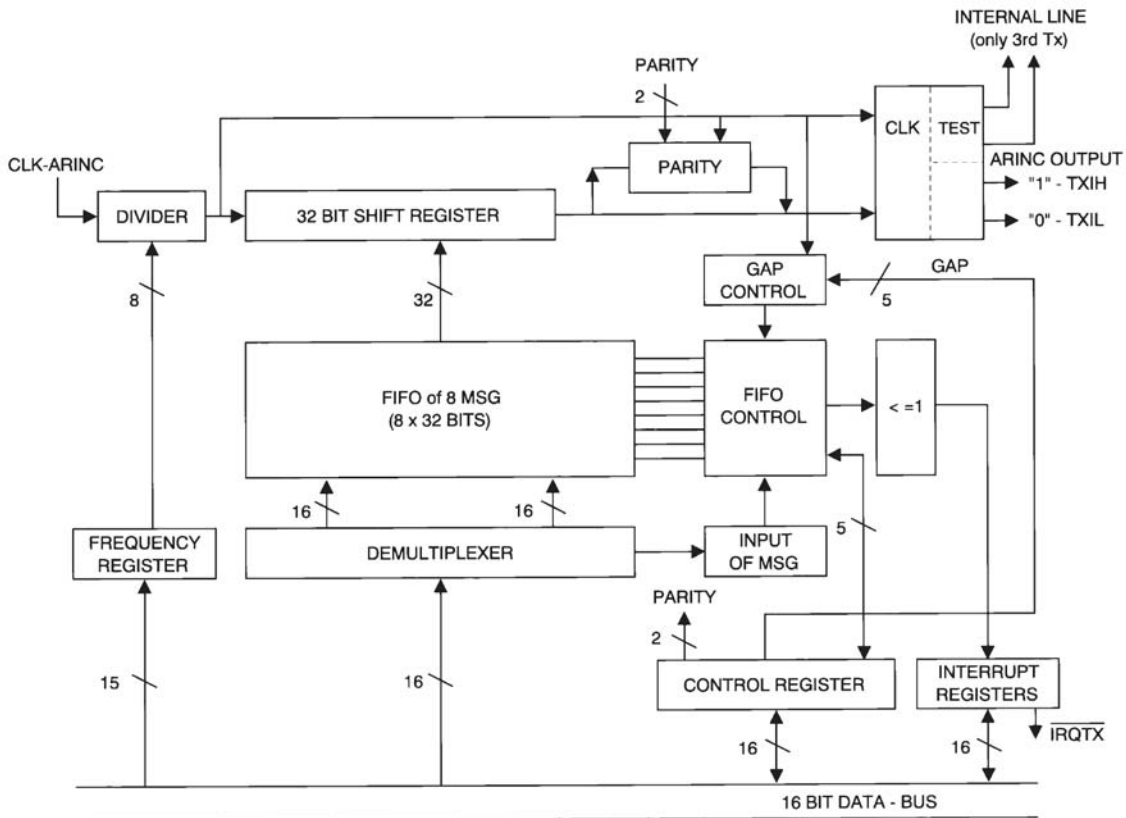 INTERNAL LINE
(only 3rd Tx)
PARITY
2
CLK
TEST
CLK-ARINC
PARITY
ARINC OUTPUT
"1" - TXIH
DIVIDER
32 BIT SHIFT REGISTER
"0" - TXIL
GAP
CONTROL
GAP
5
8
32
FIFO of 8 MSG
(8 x 32 BITS)
FIFO
CONTROL
< =1
16
16
5
FREQUENCY
REGISTER
DEMULTIPLEXER
INPUT
OF MSG
PARITY
2
15
16
CONTROL REGISTER
INTERRUPT
REGISTERS
IRQTX
16
16
16 BIT DATA - BUS